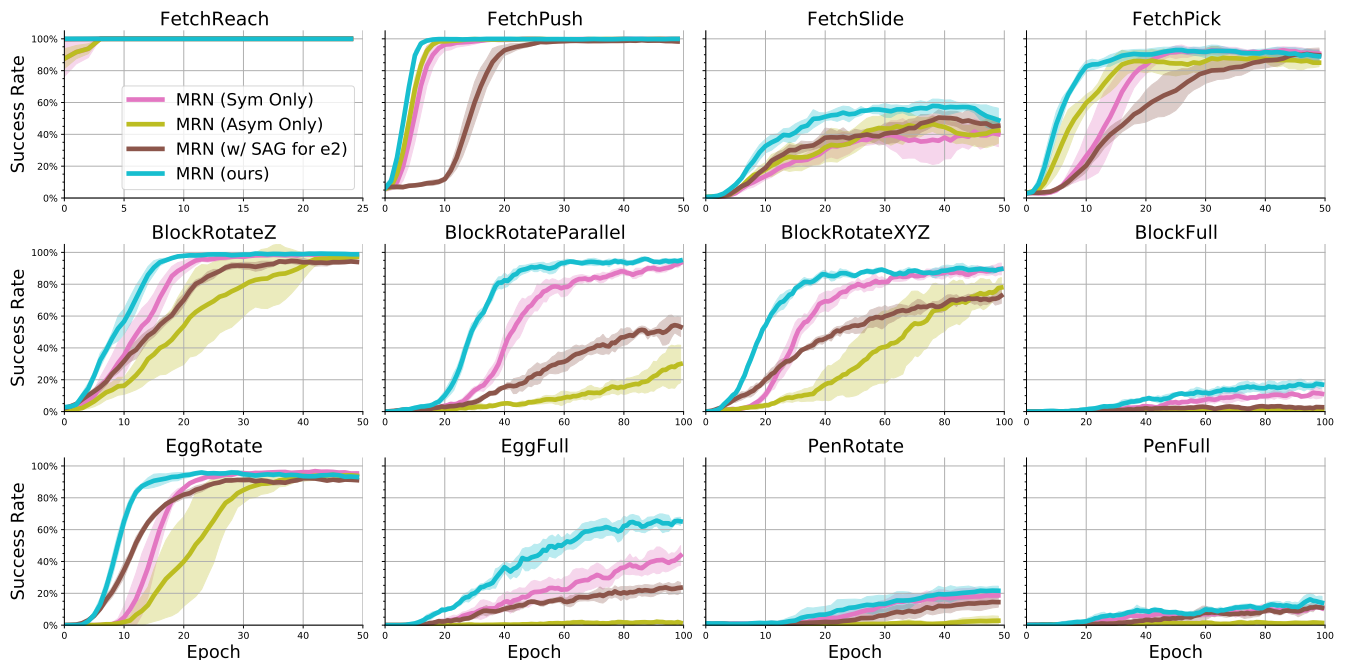 FetchReach FetchPush FetchSlide FetchPick
Success Rate
100%
80%
60%
40%
20%
0%
MRN (Sym Only)
MRN (Asym Only)
MRN (w/ SAG for e2)
MRN (ours)
0 5 10 15 20 25
0 10 20 30 40 50
0 10 20 30 40 50
0 10 20 30 40 50
BlockRotateZ BlockRotateParallel BlockRotateXYZ BlockFull
Success Rate
100%
80%
60%
40%
20%
0%
0 10 20 30 40 50
0 20 40 60 80 100
0 20 40 60 80 100
0 20 40 60 80 100
EggRotate EggFull PenRotate PenFull
Success Rate
100%
80%
60%
40%
20%
0%
0 10 20 30 40 50
0 20 40 60 80 100
0 10 20 30 40 50
0 20 40 60 80 100
Epoch Epoch Epoch Epoch